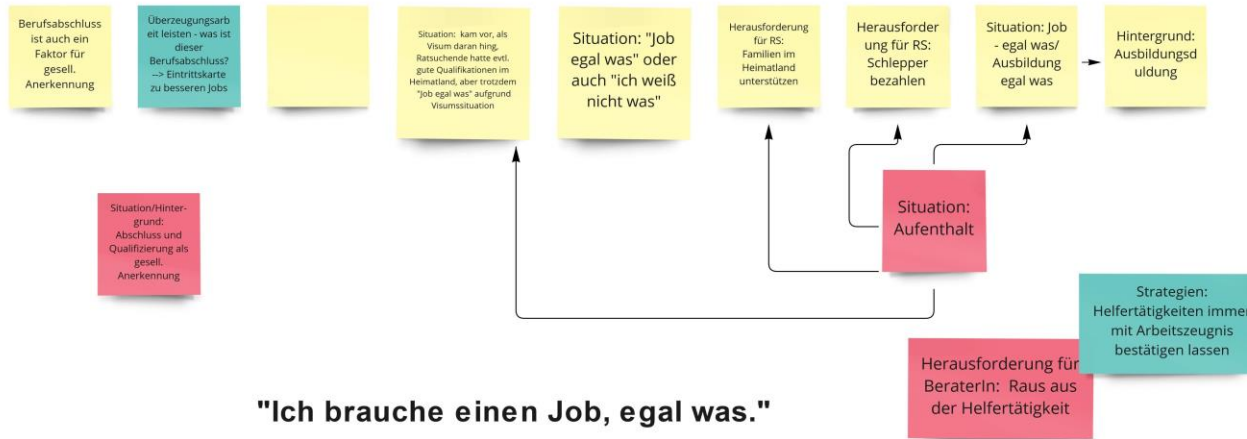 Berufsabschluss
ist auch ein
Faktor für
gesell.
Anerkennung
Überzeugungsarb
eit leisten - was ist
dieser
Berufsabschluss?
--> Eintrittskarte
zu besseren Jobs
Situation: kam vor, als
Visum daran hing,
Ratsuchende hatte evtl.
gute Qualifikationen im
Heimatland, aber trotzdem
"Job egal was" aufgrund
Visumssituation
Situation: "Job
egal was" oder
auch "ich weiß
nicht was"
Herausforderung
für RS:
Familien im
Heimatland
unterstützen
Herausforder
ung für RS:
Schlepper
bezahlen
Situation: Job
- egal was/
Ausbildung
egal was
Hintergrund:
Ausbildungsd
uldung
Situation/Hinter-
grund:
Abschluss und
Qualifizierung als
gesell.
Anerkennung
Situation:
Aufenthalt
Strategien:
Helfertätigkeiten immer
mit Arbeitszeugnis
bestätigen lassen
Herausforderung für
BeraterIn: Raus aus
der Helfertätigkeit
"Ich brauche einen Job, egal was."